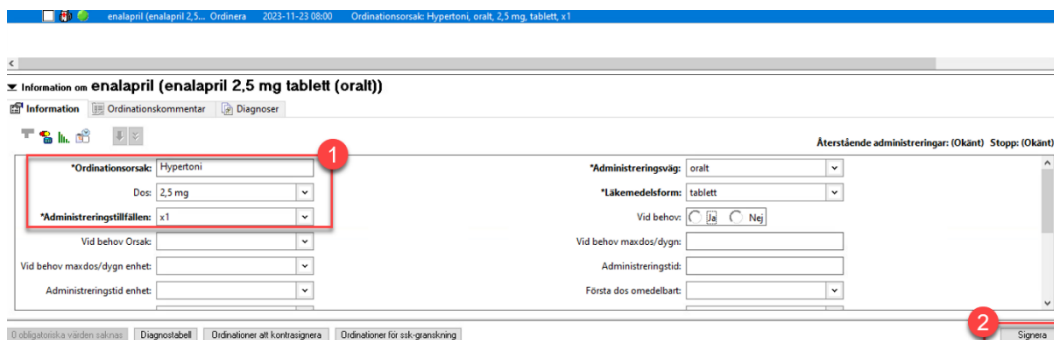 enalapril (enalapril 2,5... Ordinera 2023-11-23 08:00 Ordinationsorsak: Hypertoni, oralt, 2,5 mg, tablett, x1
Information om enalapril (enalapril 2,5 mg tablett (oralt))
Information Ordinationskommentar Diagnoser
Återstående administreringar: (Okänt) Stopp: (Okänt)
1
*Ordinationsorsak: Hypertoni *Administreringsväg: oralt
Dos: 2,5 mg *Läkemedelsform: tablett
*Administreringstillfällen: x1 Vid behov: Ja Nej
Vid behov Orsak: Vid behov maxdos/dygn:
Vid behov maxdos/dygn enhet: Administreringstid:
Administreringstid enhet: Första dos omedelbart:
2
0 obligatoriska värden saknas Diagnostabell Ordinationer att kontrasignera Ordinationer för ssk-granskning Signera